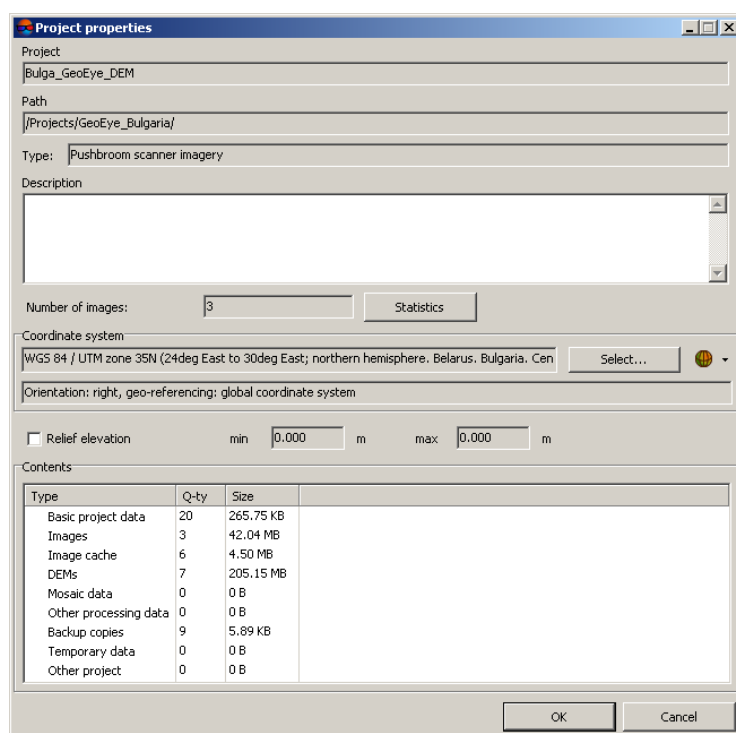 Project properties
Project
Bulga_GeoEye_DEM
Path
/Projects/GeoEye_Bulgaria/
Type: Pushbroom scanner imagery
Description
Number of images: 3 Statistics
Coordinate system
WGS 84 / UTM zone 35N (24deg East to 30deg East; northern hemisphere. Belarus. Bulgaria. Cen Select...
Orientation: right, geo-referencing: global coordinate system
Relief elevation min 0.000 m max 0.000 m
Contents
Type Q-ty Size
Basic project data 20 265.75 KB
Images 3 42.04 MB
Image cache 6 4.50 MB
DEMs 7 205.15 MB
Mosaic data 0 0 B
Other processing data 0 0 B
Backup copies 9 5.89 KB
Temporary data 0 0 B
Other project 0 0 B
OK Cancel